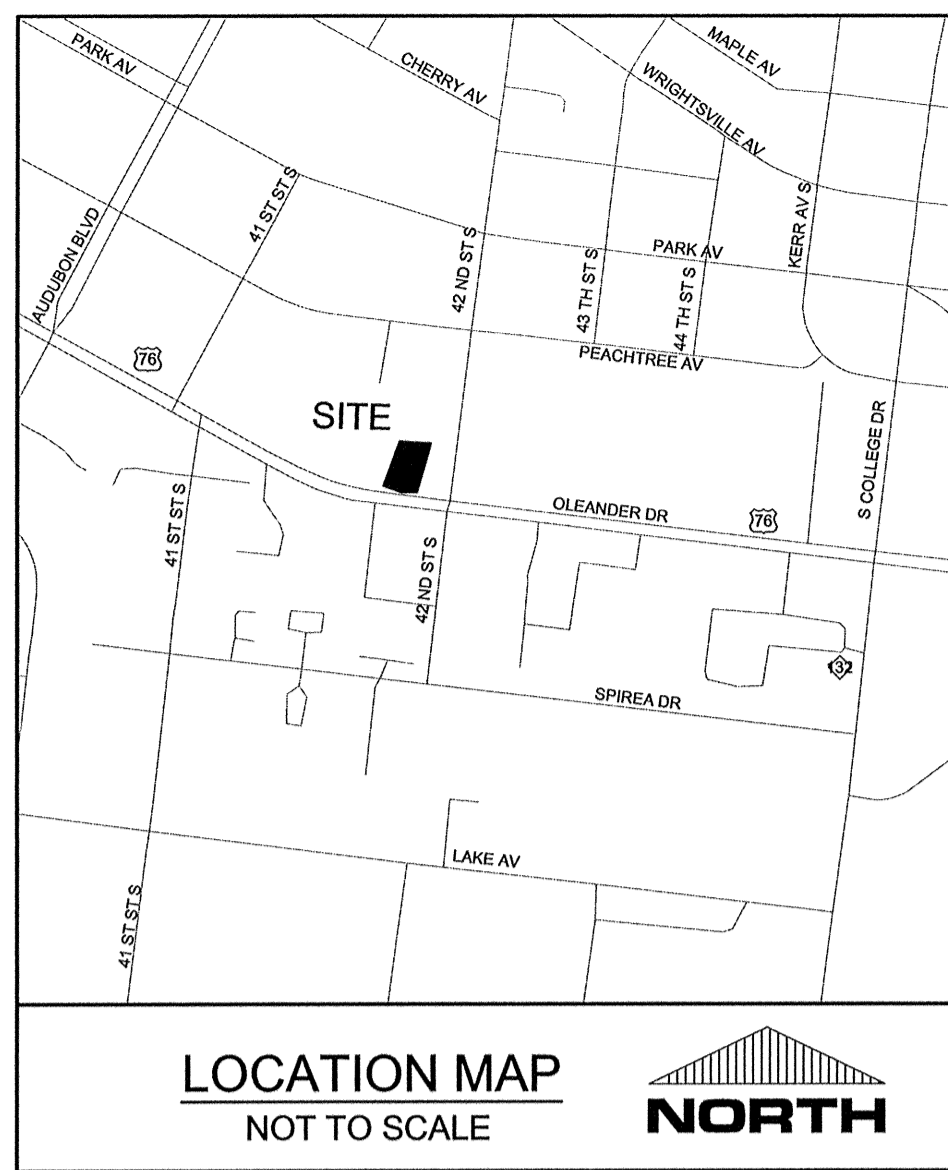 PARK AV
CHERRY AV
MAPLE AV
WRIGHTSVILLE AV
AUDUBON BLVD
41 ST ST S
42 ND ST S
KERR AV S
PARK AV
43 TH ST S
44 TH ST S
76
PEACHTREE AV
SITE
S COLLEGE DR
OLEANDER DR
76
41 ST ST S
42 ND ST S
132
SPIREA DR
LAKE AV
41 ST ST S
LOCATION MAP
NOT TO SCALE
NORTH